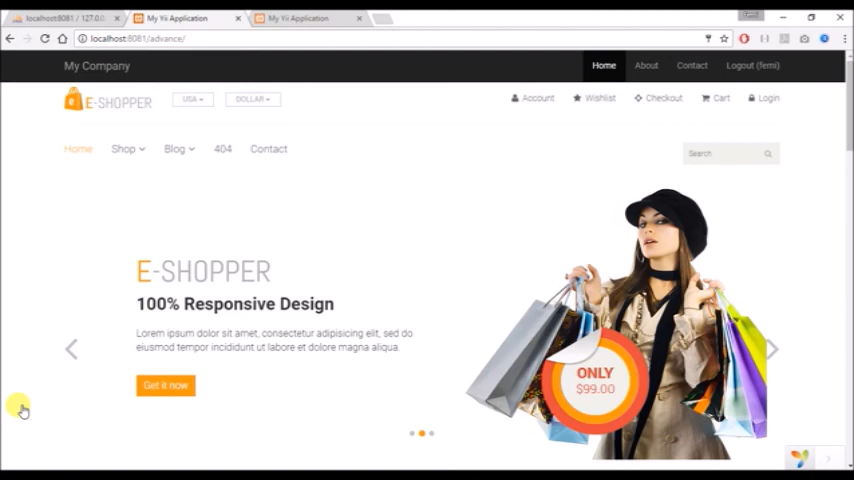 localhost:8081 / 127.0.0
My Yii Application
My Yii Application
localhost:8081/advance/
My Company
Home About Contact Logout (femi)
E-SHOPPER
USA
DOLLAR
Account Wishlist Checkout Cart Login
Home Shop Blog 404 Contact
Search
E-SHOPPER
100% Responsive Design
Lorem ipsum dolor sit amet, consectetur adipisicing elit, sed do
eiusmod tempor incididunt ut labore et dolore magna aliqua.
Get it now
ONLY
$99.00